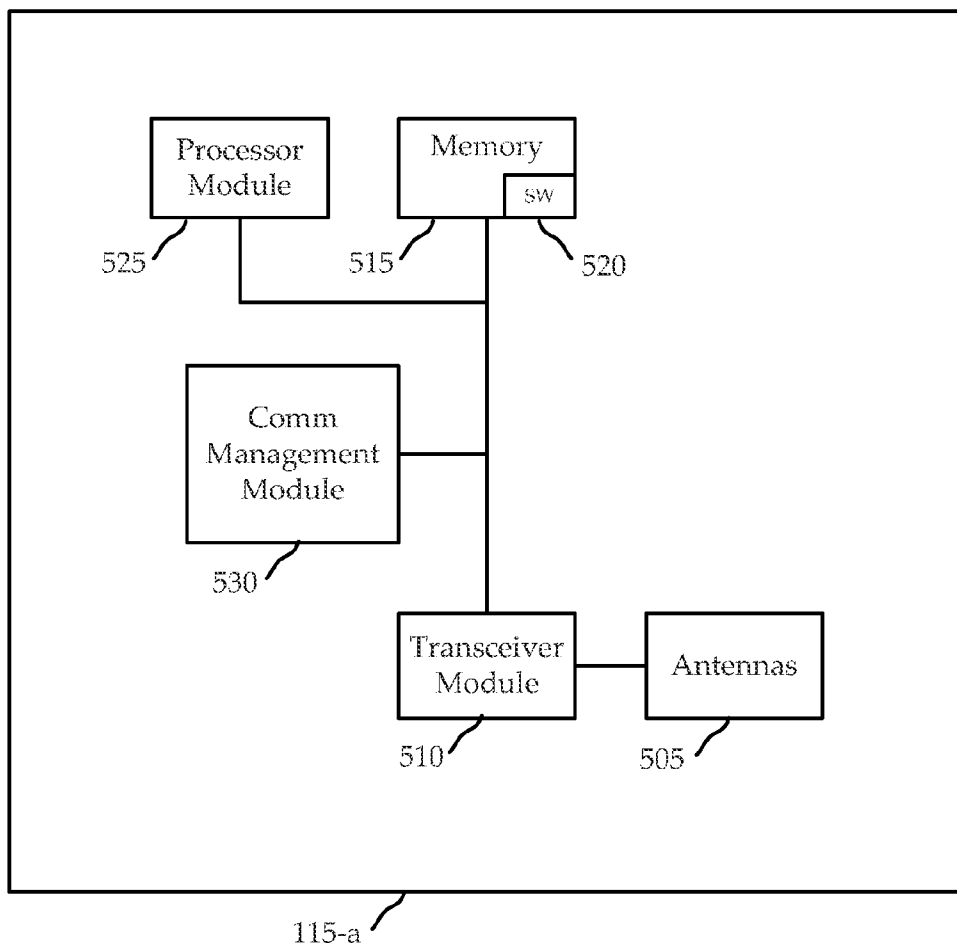 Processor
Module
525
Memory
sw
515
520
Comm
Management
Module
530
Transceiver
Module
510
Antennas
505
115-a